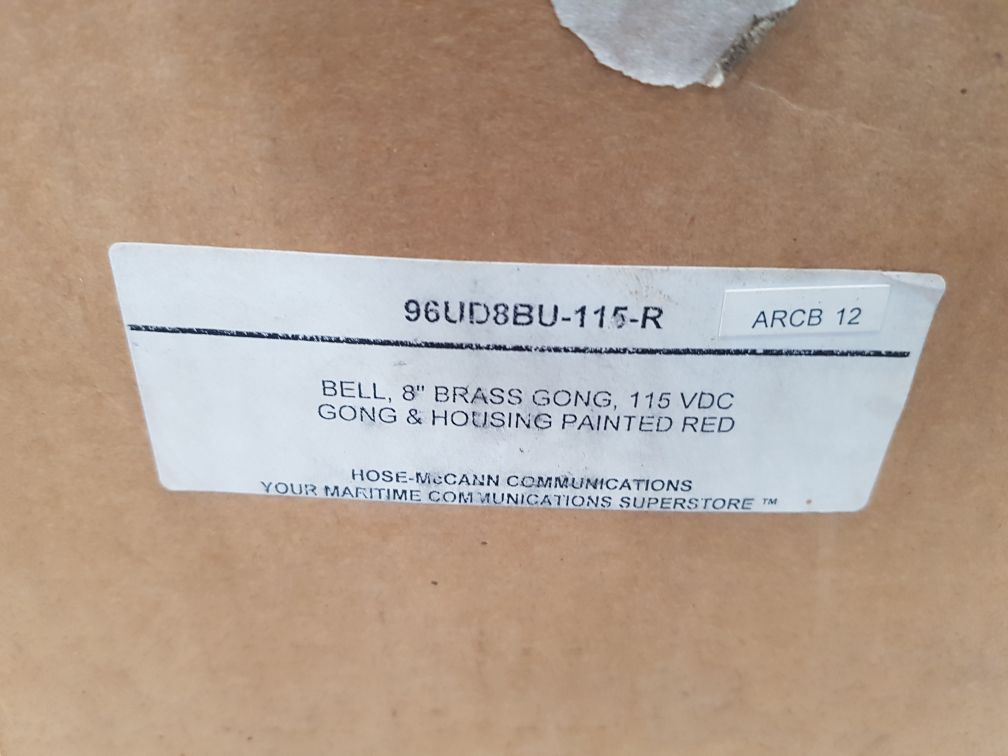 96UD8BU-115-R
ARCB 12
BELL, 8" BRASS GONG, 115 VDC
GONG & HOUSING PAINTED RED
HOSE-McCANN COMMUNICATIONS
YOUR MARITIME COMMUNICATIONS SUPERSTORE ™